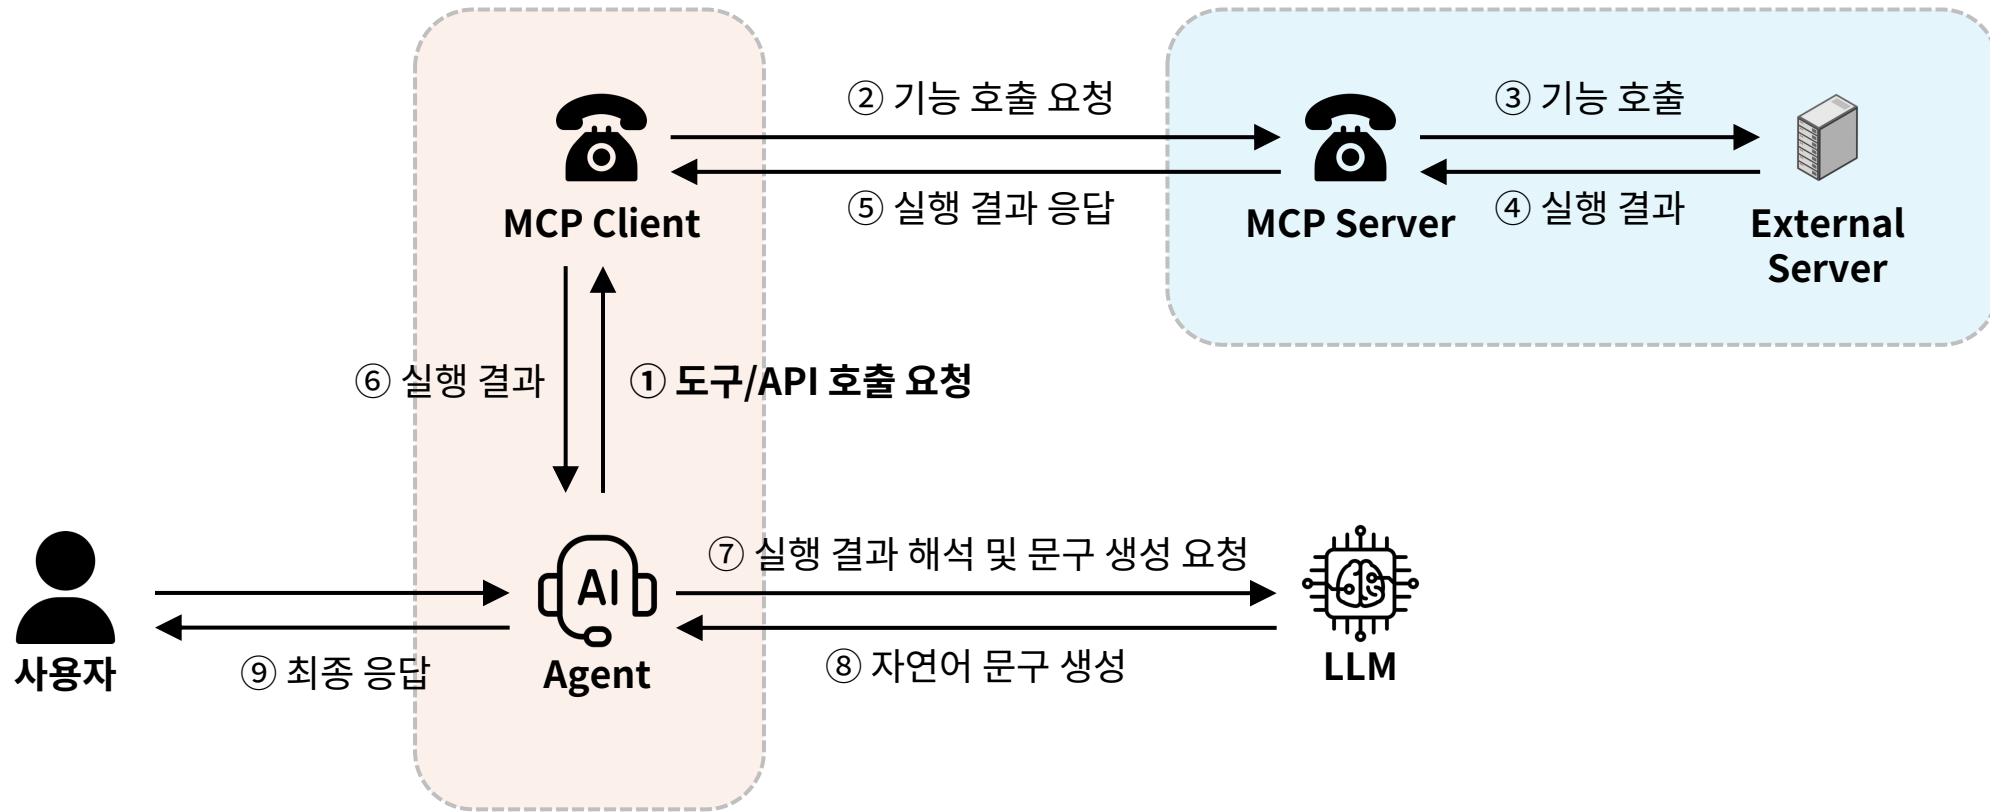 ② 기능 호출 요청
③ 기능 호출
⑤ 실행 결과 응답
④ 실행 결과
MCP Client
MCP Server
External
Server
⑥ 실행 결과
① 도구/API 호출 요청
⑦ 실행 결과 해석 및 문구 생성 요청
AI
사용자
⑨ 최종 응답
Agent
⑧ 자연어 문구 생성
LLM